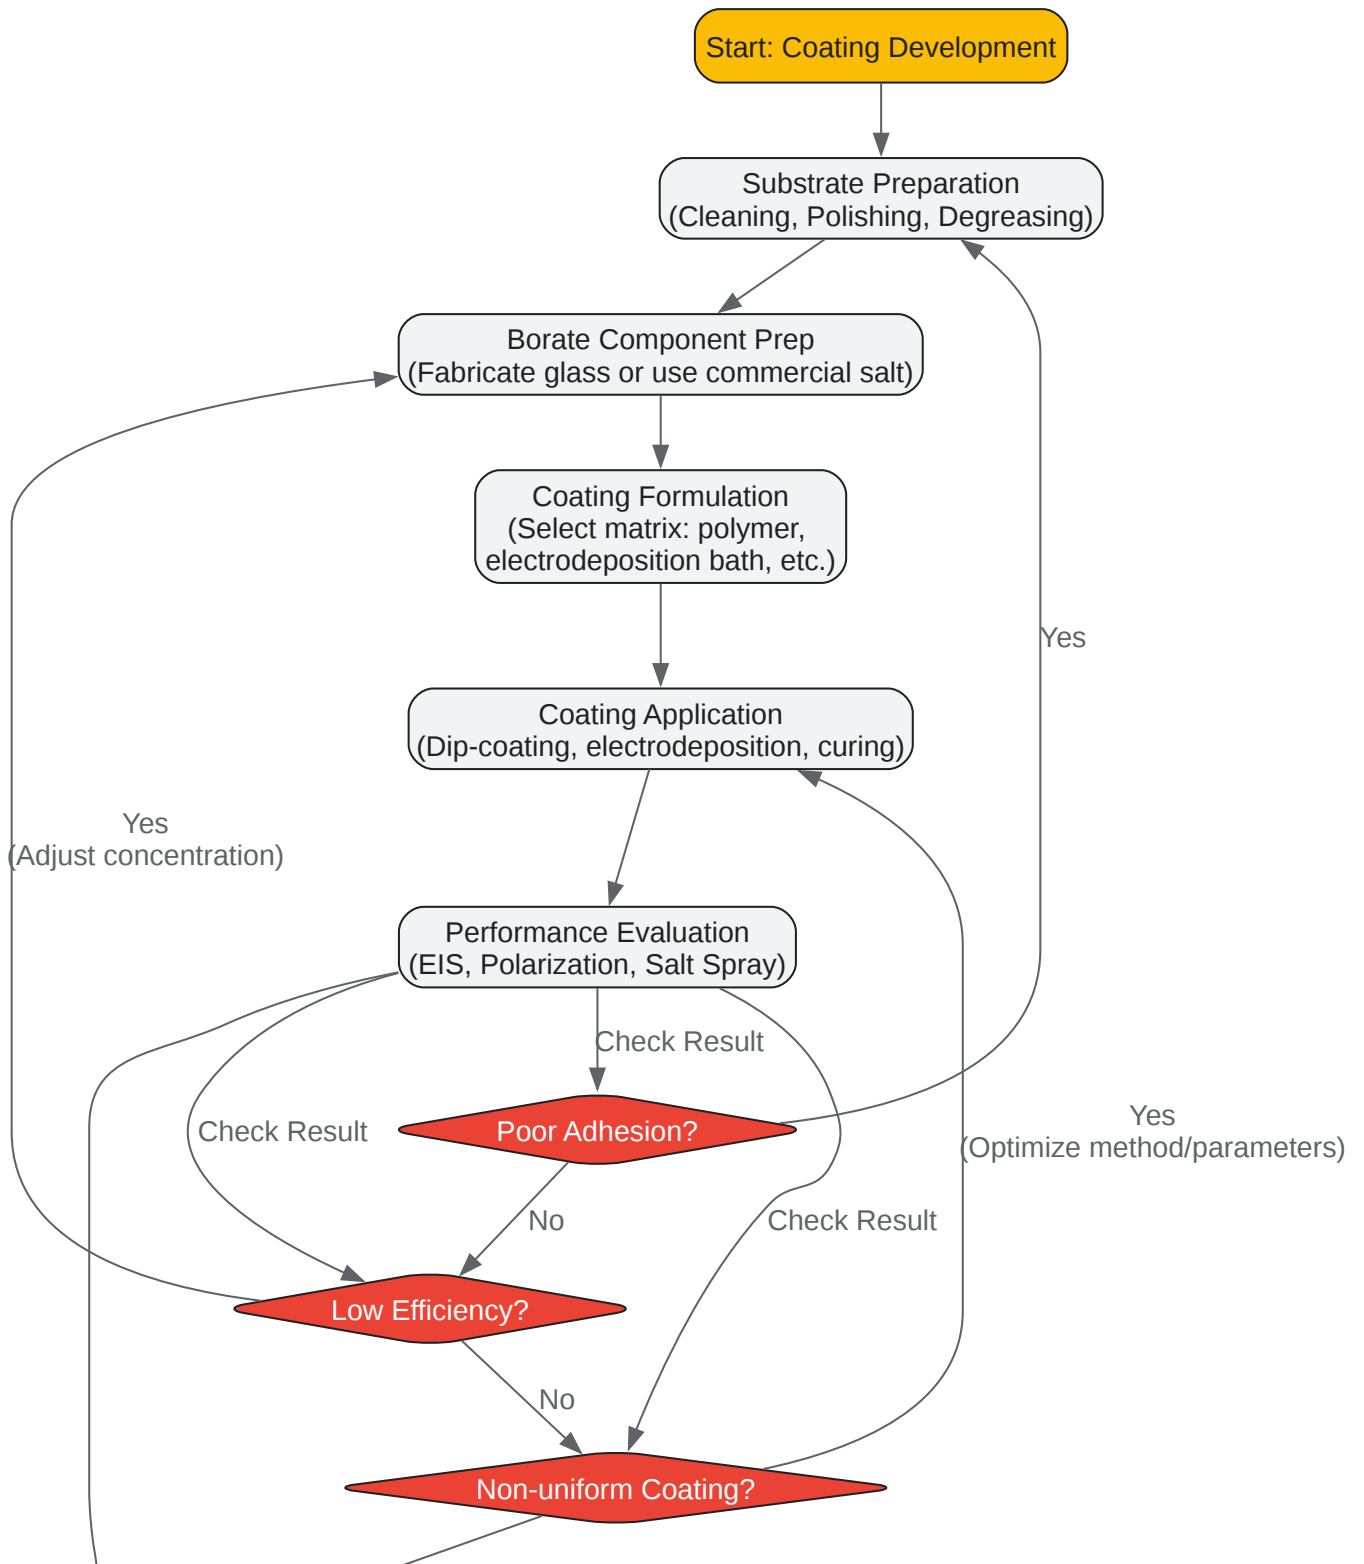 Start: Coating Development
Substrate Preparation
(Cleaning, Polishing, Degreasing)
Borate Component Prep
(Fabricate glass or use commercial salt)
Coating Formulation
(Select matrix: polymer,
electrodeposition bath, etc.)
Yes
Coating Application
(Dip-coating, electrodeposition, curing)
Yes
(Adjust concentration)
Performance Evaluation
(EIS, Polarization, Salt Spray)
Check Result
Poor Adhesion?
Check Result
Yes
(Optimize method/parameters)
No
Check Result
Low Efficiency?
No
Non-uniform Coating?